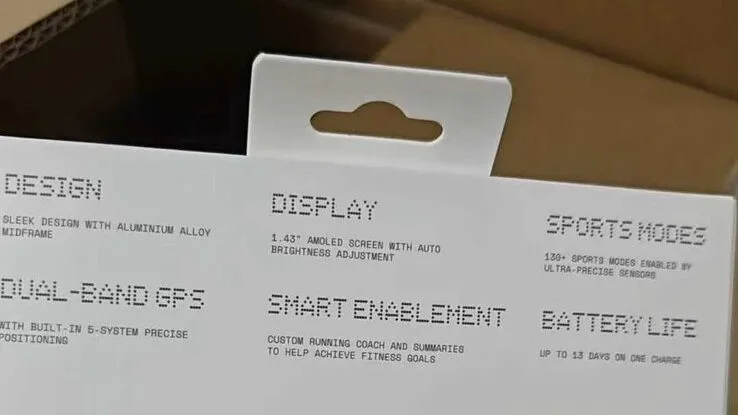 DESIGN
SLEEK DESIGN WITH ALUMINIUM ALLOY
MIDFRAME
DISPLAY
1.43" AMOLED SCREEN WITH AUTO
BRIGHTNESS ADJUSTMENT
SPORTS MODES
130+ SPORTS MODES ENABLED BY
ULTRA-PRECISE SENSORS
DUAL-BAND GPS
WITH BUILT-IN 5-SYSTEM PRECISE
POSITIONING
SMART ENABLEMENT
CUSTOM RUNNING COACH AND SUMMARIES
TO HELP ACHIEVE FITNESS GOALS
BATTERY LIFE
UP TO 13 DAYS ON ONE CHARGE